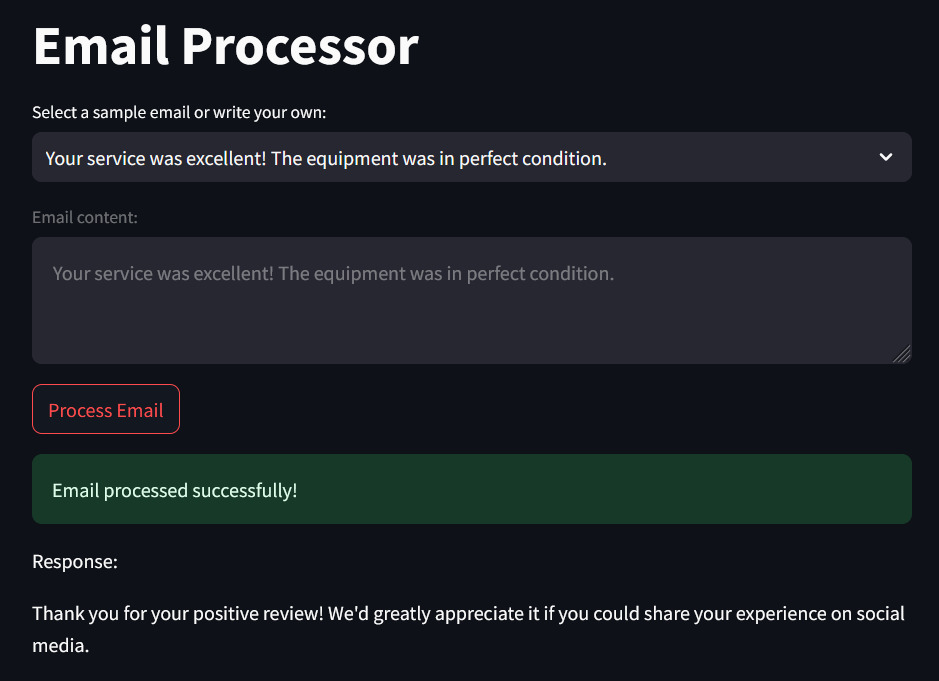 Email Processor
Select a sample email or write your own:
Your service was excellent! The equipment was in perfect condition.
Email content:
Your service was excellent! The equipment was in perfect condition.
Process Email
Email processed successfully!
Response:
Thank you for your positive review! We'd greatly appreciate it if you could share your experience on social
media.